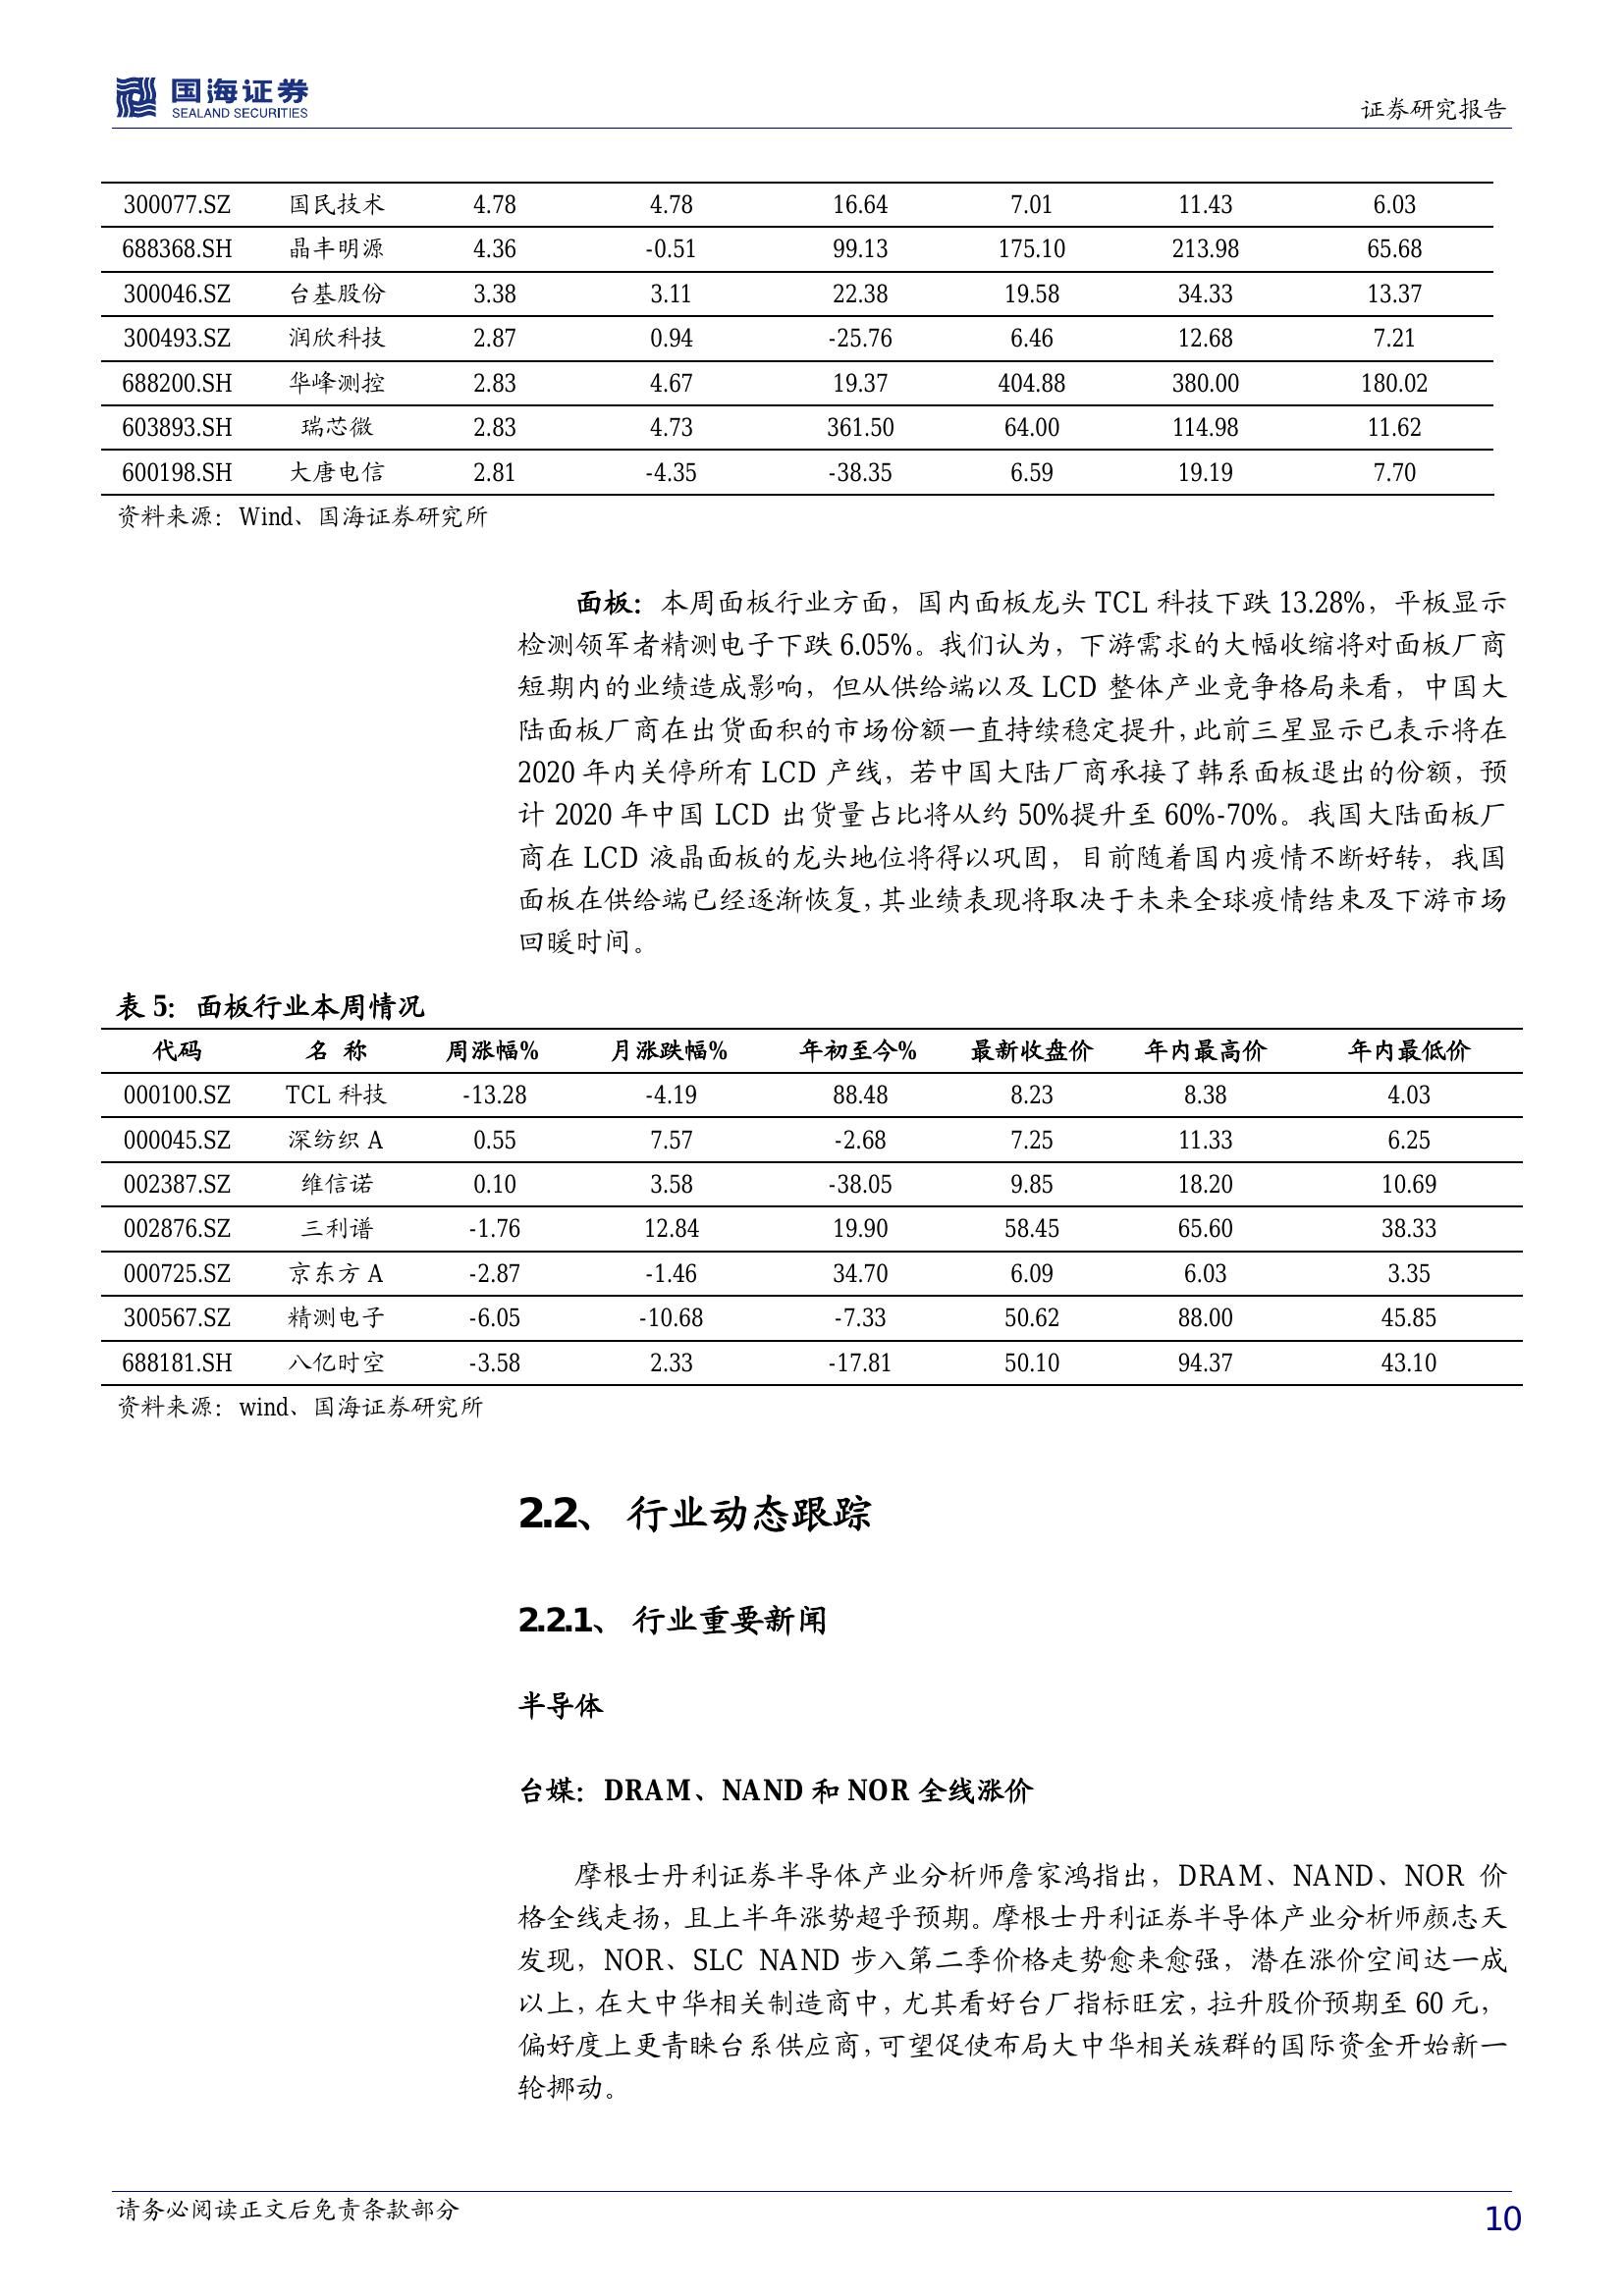 国海证券
SEALAND SECURITIES
证券研究报告
300077.SZ 国民技术 4.78 4.78 16.64 7.01 11.43 6.03
688368.SH 晶丰明源 4.36 -0.51 99.13 175.10 213.98 65.68
300046.SZ 台基股份 3.38 3.11 22.38 19.58 34.33 13.37
300493.SZ 润欣科技 2.87 0.94 -25.76 6.46 12.68 7.21
688200.SH 华峰测控 2.83 4.67 19.37 404.88 380.00 180.02
603893.SH 瑞芯微 2.83 4.73 361.50 64.00 114.98 11.62
600198.SH 大唐电信 2.81 -4.35 -38.35 6.59 19.19 7.70
资料来源：Wind、国海证券研究所
面板：本周面板行业方面，国内面板龙头 TCL 科技下跌 13.28%，平板显示
检测领军者精测电子下跌 6.05%。我们认为，下游需求的大幅收缩将对面板厂商
短期内的业绩造成影响，但从供给端以及 LCD 整体产业竞争格局来看，中国大
陆面板厂商在出货面积的市场份额一直持续稳定提升，此前三星显示已表示将在
2020 年内关停所有 LCD 产线，若中国大陆厂商承接了韩系面板退出的份额，预
计 2020 年中国 LCD 出货量占比将从约 50%提升至 60%-70%。我国大陆面板厂
商在 LCD 液晶面板的龙头地位将得以巩固，目前随着国内疫情不断好转，我国
面板在供给端已经逐渐恢复，其业绩表现将取决于未来全球疫情结束及下游市场
回暖时间。
表 5：面板行业本周情况
代码 名 称 周涨幅% 月涨跌幅% 年初至今% 最新收盘价 年内最高价 年内最低价
000100.SZ TCL 科技 -13.28 -4.19 88.48 8.23 8.38 4.03
000045.SZ 深纺织 A 0.55 7.57 -2.68 7.25 11.33 6.25
002387.SZ 维信诺 0.10 3.58 -38.05 9.85 18.20 10.69
002876.SZ 三利谱 -1.76 12.84 19.90 58.45 65.60 38.33
000725.SZ 京东方 A -2.87 -1.46 34.70 6.09 6.03 3.35
300567.SZ 精测电子 -6.05 -10.68 -7.33 50.62 88.00 45.85
688181.SH 八亿时空 -3.58 2.33 -17.81 50.10 94.37 43.10
资料来源：wind、国海证券研究所
2.2、 行业动态跟踪
2.2.1、 行业重要新闻
半导体
台媒：DRAM、NAND 和 NOR 全线涨价
摩根士丹利证券半导体产业分析师詹家鸿指出，DRAM、NAND、NOR 价
格全线走扬，且上半年涨势超乎预期。摩根士丹利证券半导体产业分析师颜志天
发现，NOR、SLC NAND 步入第二季价格走势愈来愈强，潜在涨价空间达一成
以上，在大中华相关制造商中，尤其看好台厂指标旺宏，拉升股价预期至 60 元，
偏好度上更青睐台系供应商，可望促使布局大中华相关族群的国际资金开始新一
轮挪动。
请务必阅读正文后免责条款部分
10